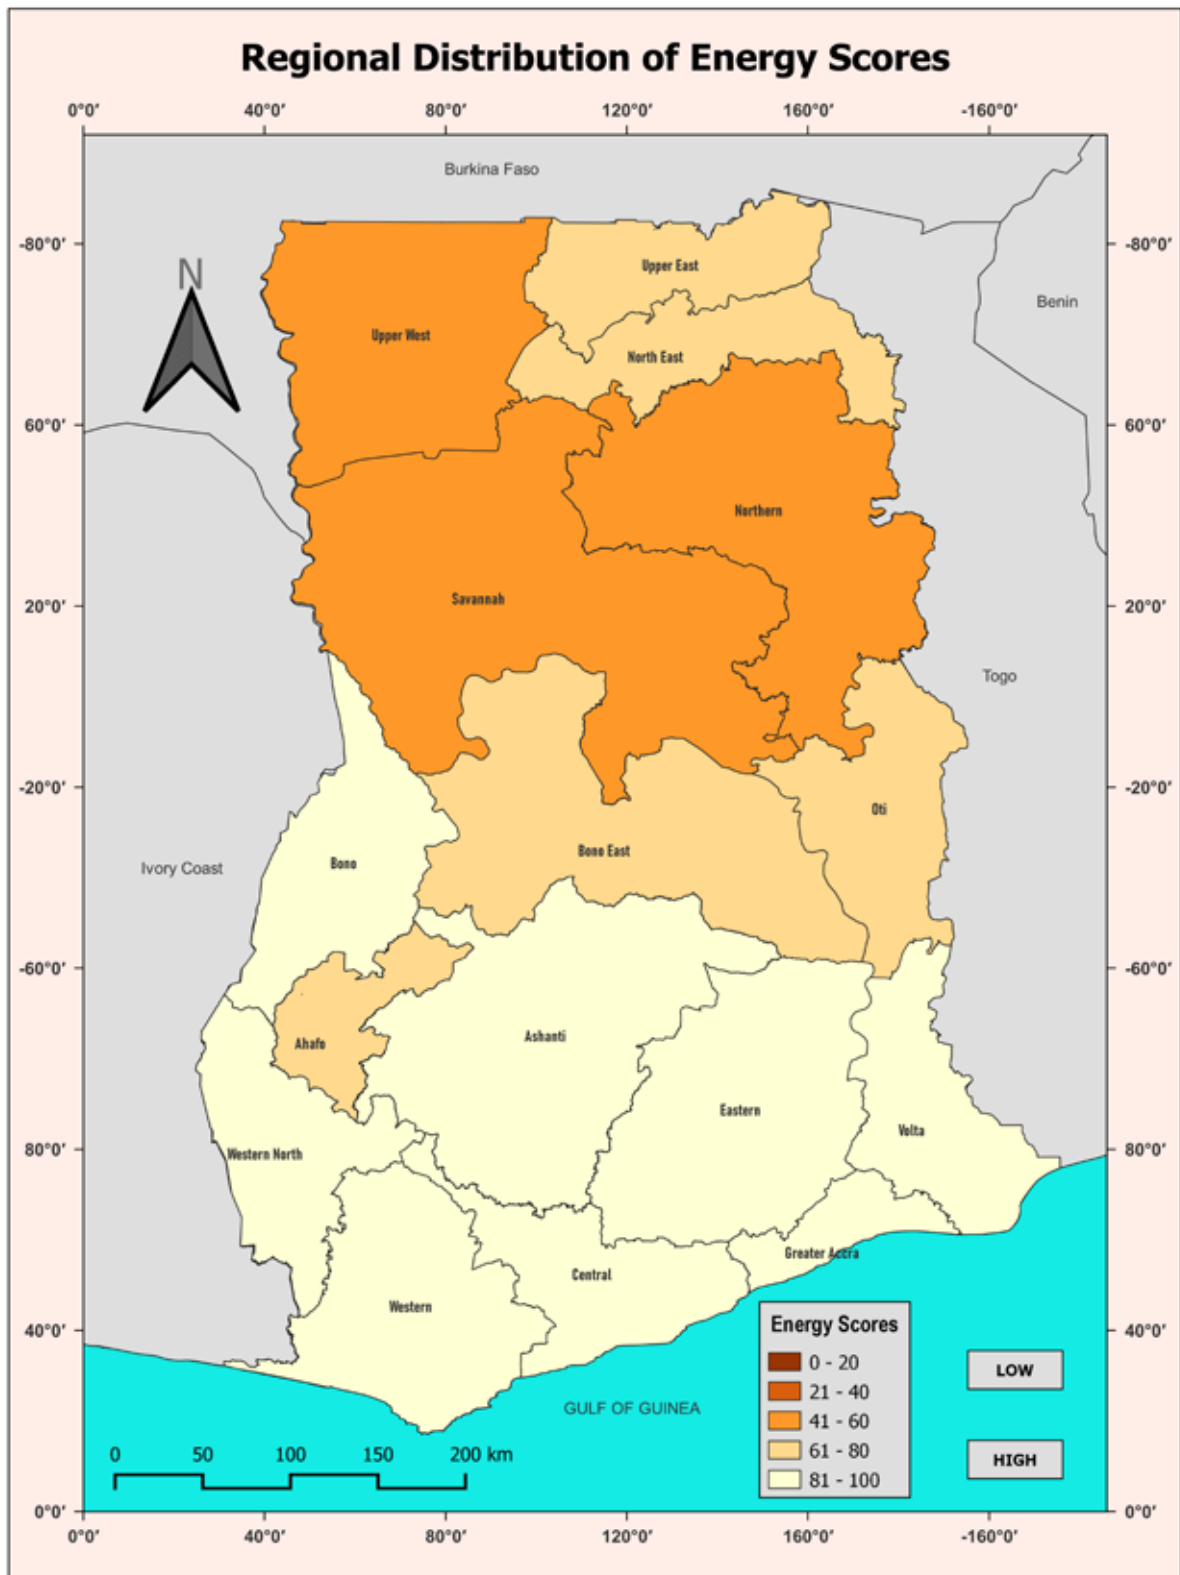 Regional Distribution of Energy Scores
0°0′ 40°0′ 80°0′ 120°0′ 160°0′ -160°0′
Burkina Faso
-80°0′ -80°0′
N
Upper East
Benin
Upper West
North East
60°0′ 60°0′
Northern
Savannah
20°0′ 20°0′
Togo
-20°0′ -20°0′
Oti
Bono East
Bono
Ivory Coast
-60°0′ -60°0′
Ashanti
Ahafo
Eastern
Volta
80°0′ 80°0′
Western North
Greater Accra
Central
Western
40°0′ 40°0′
Energy Scores
0 - 20
21 - 40
41 - 60
61 - 80
81 - 100
LOW
HIGH
GULF OF GUINEA
0 50 100 150 200 km
0°0′ 0°0′
0°0′ 40°0′ 80°0′ 120°0′ 160°0′ -160°0′